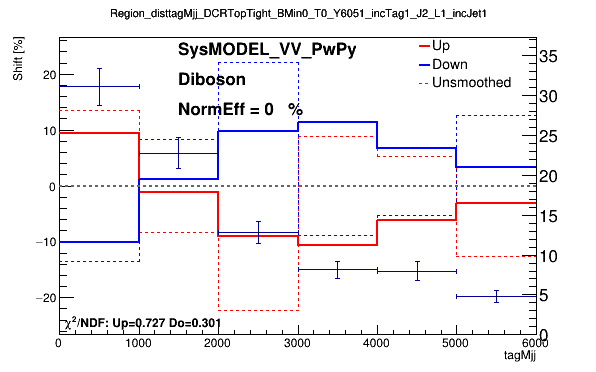 Region_disttagMjj_DCRTopTight_BMin0_T0_Y6051_incTag1_J2_L1_incJet1
Shift [%]
SysMODEL_VV_PwPy
Diboson
NormEff = 0 %
Up
Down
Unsmoothed
20
10
0
−10
−20
35
30
25
20
15
10
5
0
χ²/NDF: Up=0.727 Do=0.301
0 1000 2000 3000 4000 5000 6000
tagMjj